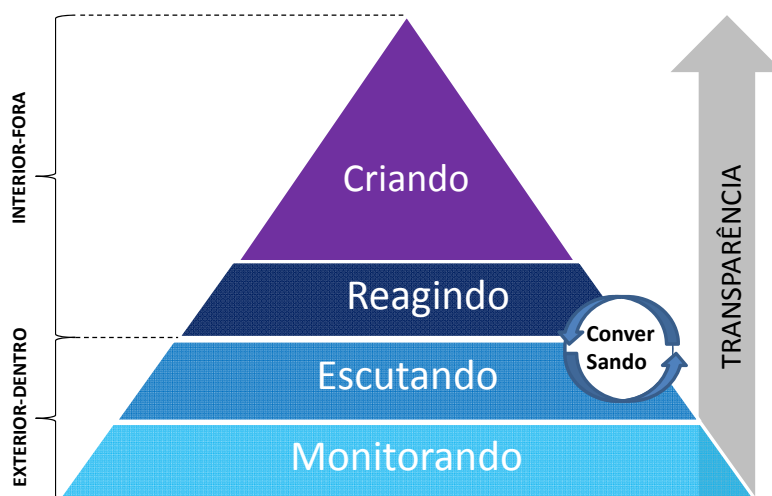 INTERIOR-FORA
EXTERIOR-DENTRO
Criando
Reagindo
Escutando
Monitorando
Conver
Sando
TRANSPARÊNCIA